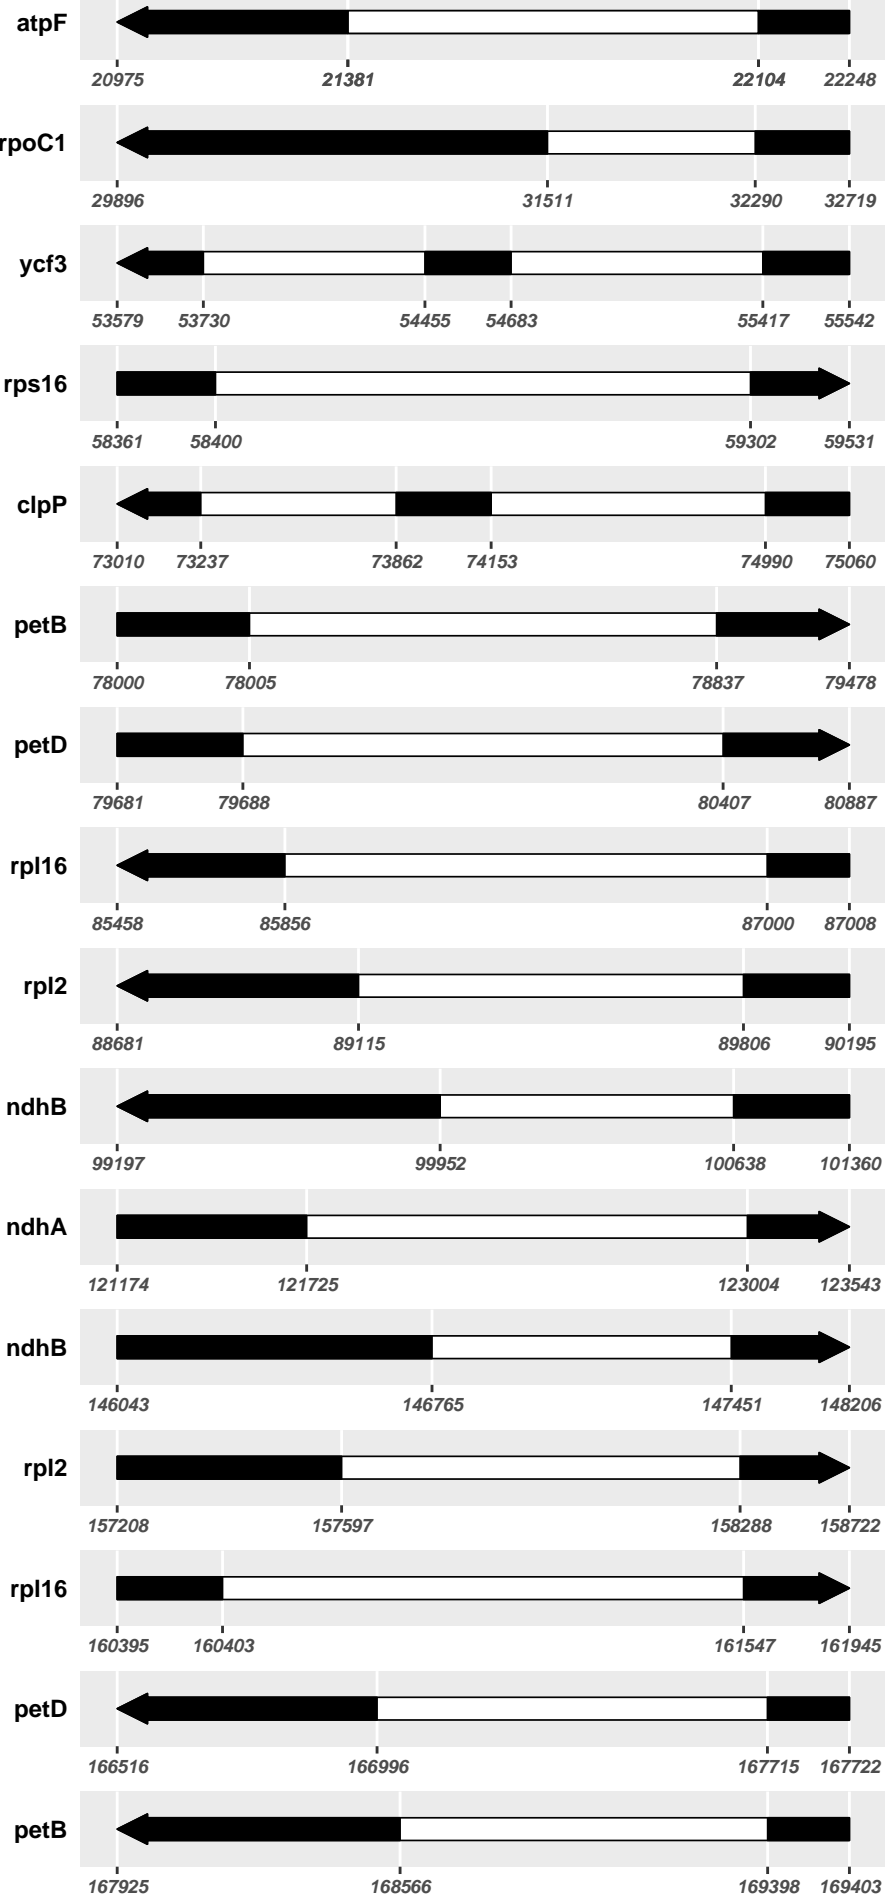 atpF
20975 21381 22104 22248
rpoC1
29896 31511 32290 32719
ycf3
53579 53730 54455 54683 55417 55542
rps16
58361 58400 59302 59531
clpP
73010 73237 73862 74153 74990 75060
petB
78000 78005 78837 79478
petD
79681 79688 80407 80887
rpl16
85458 85856 87000 87008
rpl2
88681 89115 89806 90195
ndhB
99197 99952 100638 101360
ndhA
121174 121725 123004 123543
ndhB
146043 146765 147451 148206
rpl2
157208 157597 158288 158722
rpl16
160395 160403 161547 161945
petD
166516 166996 167715 167722
petB
167925 168566 169398 169403